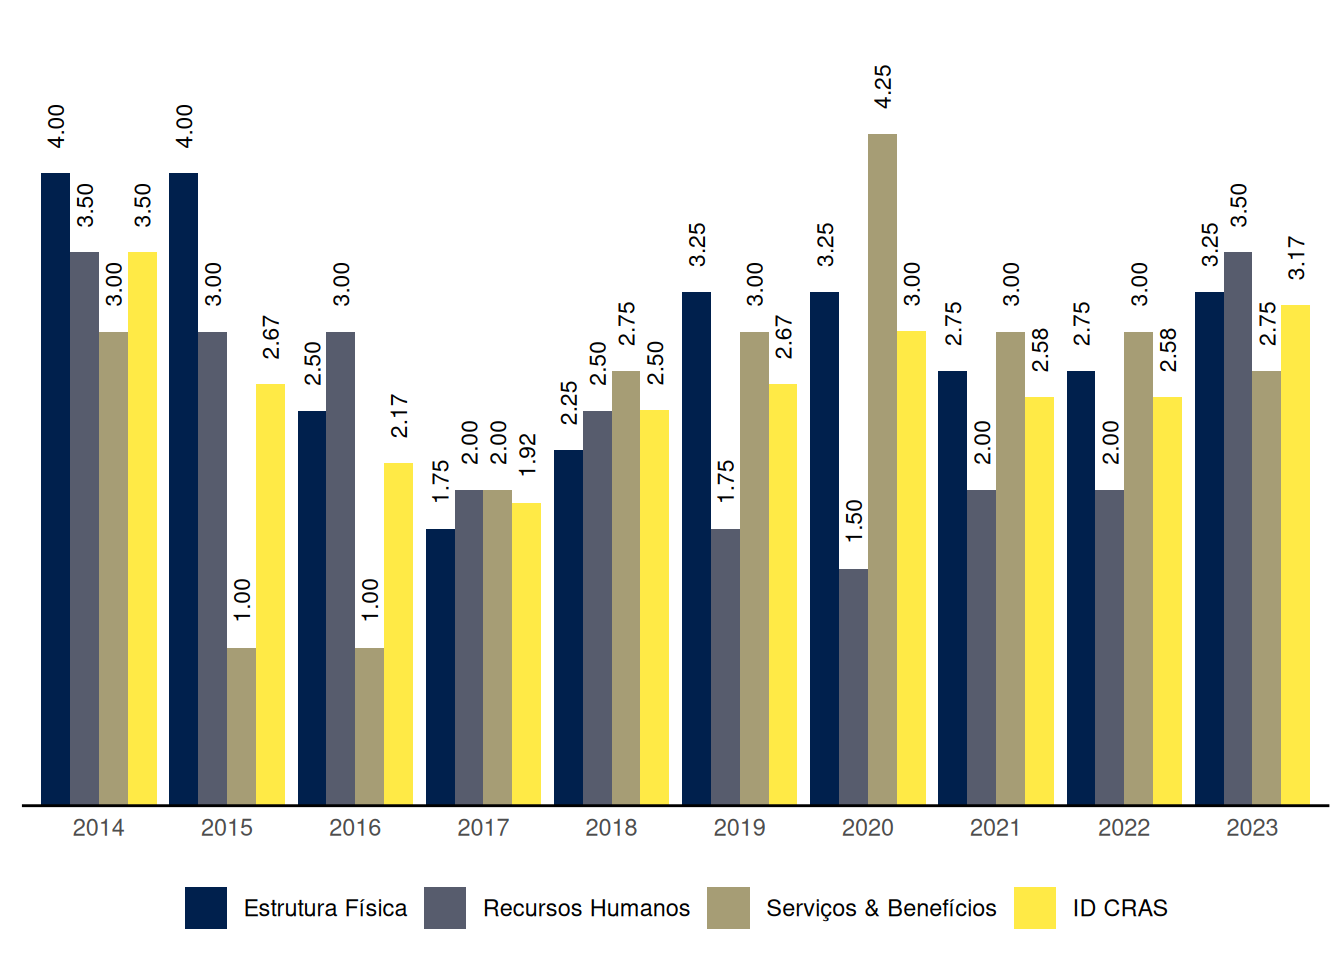 4.00 3.50 3.00 3.50
4.00 3.00 1.00 2.67
2.50 3.00 1.00 2.17
1.75 2.00 2.00 1.92
2.25 2.50 2.75 2.50
3.25 1.75 3.00 2.67
3.25 1.50 4.25 3.00
2.75 2.00 3.00 2.58
2.75 2.00 3.00 2.58
3.25 3.50 2.75 3.17
2014 2015 2016 2017 2018 2019 2020 2021 2022 2023
Estrutura Física Recursos Humanos Serviços & Benefícios ID CRAS